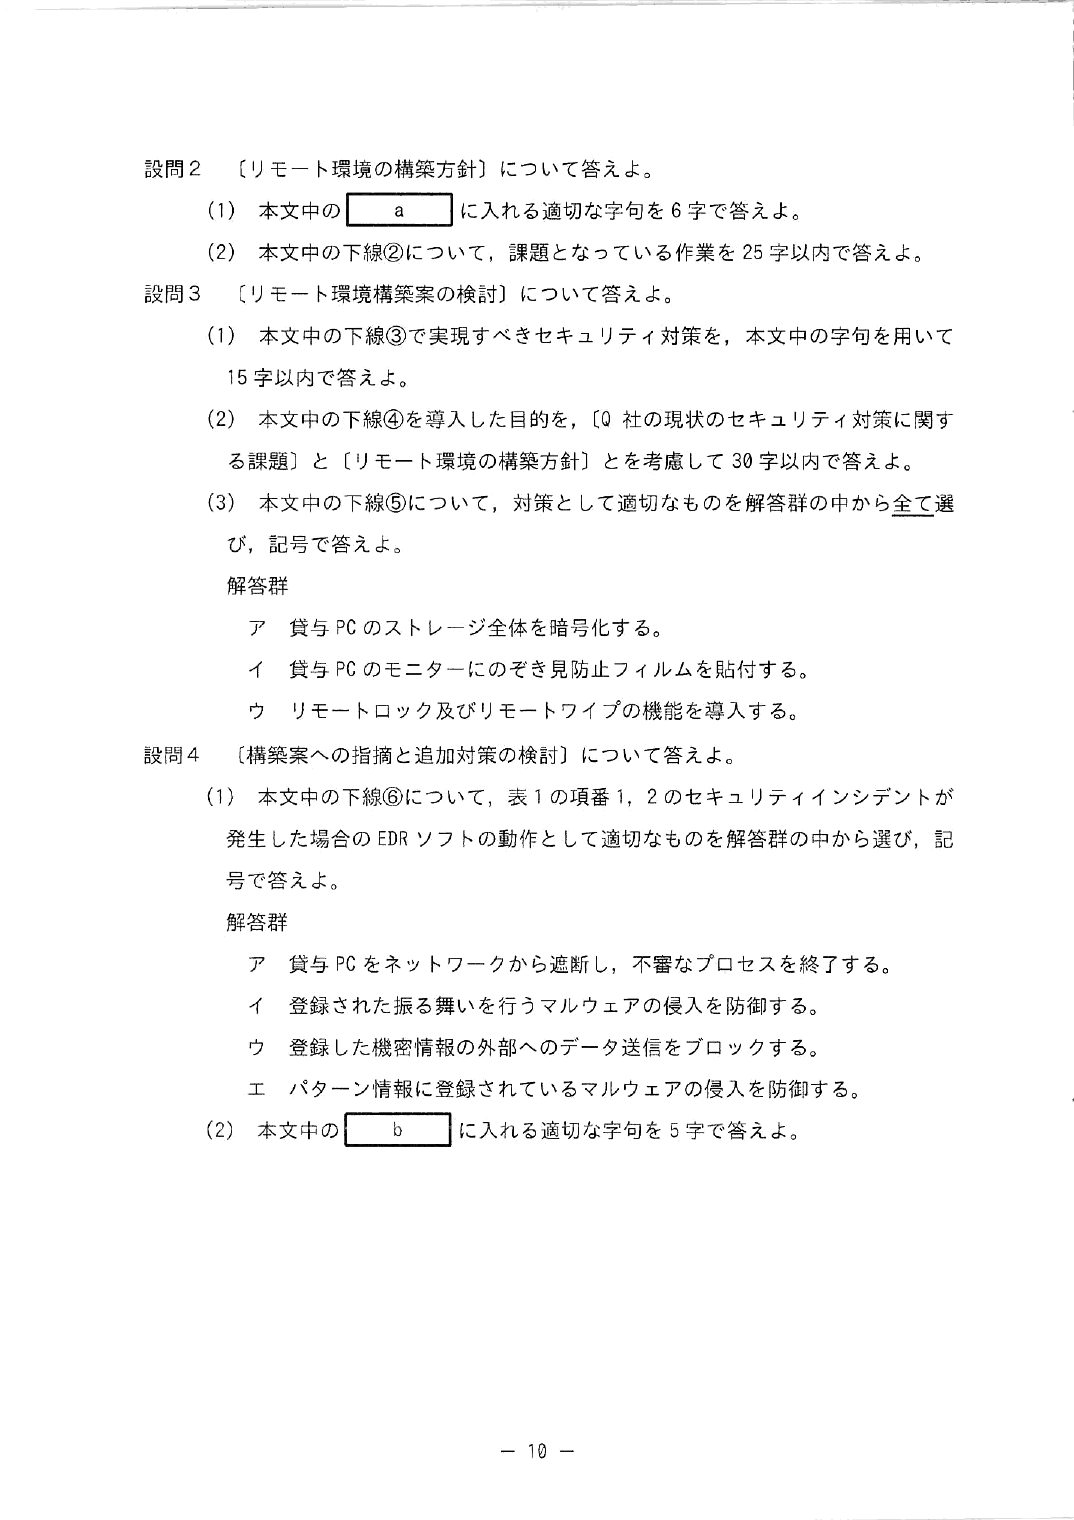 設問2　〔リモート環境の構築方針〕について答えよ。
(1)　本文中の a に入れる適切な字句を6字で答えよ。
(2)　本文中の下線②について，課題となっている作業を25字以内で答えよ。
設問3　〔リモート環境構築案の検討〕について答えよ。
(1)　本文中の下線③で実現すべきセキュリティ対策を，本文中の字句を用いて
15字以内で答えよ。
(2)　本文中の下線④を導入した目的を，〔Q 社の現状のセキュリティ対策に関す
る課題〕と〔リモート環境の構築方針〕とを考慮して30字以内で答えよ。
(3)　本文中の下線⑤について，対策として適切なものを解答群の中から全て選
び，記号で答えよ。
解答群
ア　貸与PCのストレージ全体を暗号化する。
イ　貸与PCのモニターにのぞき見防止フィルムを貼付する。
ウ　リモートロック及びリモートワイプの機能を導入する。
設問4　〔構築案への指摘と追加対策の検討〕について答えよ。
(1)　本文中の下線⑥について，表1の項番1，2のセキュリティインシデントが
発生した場合のEDRソフトの動作として適切なものを解答群の中から選び，記
号で答えよ。
解答群
ア　貸与PCをネットワークから遮断し，不審なプロセスを終了する。
イ　登録された振る舞いを行うマルウェアの侵入を防御する。
ウ　登録した機密情報の外部へのデータ送信をブロックする。
エ　パターン情報に登録されているマルウェアの侵入を防御する。
(2)　本文中の b に入れる適切な字句を5字で答えよ。
— 10 —